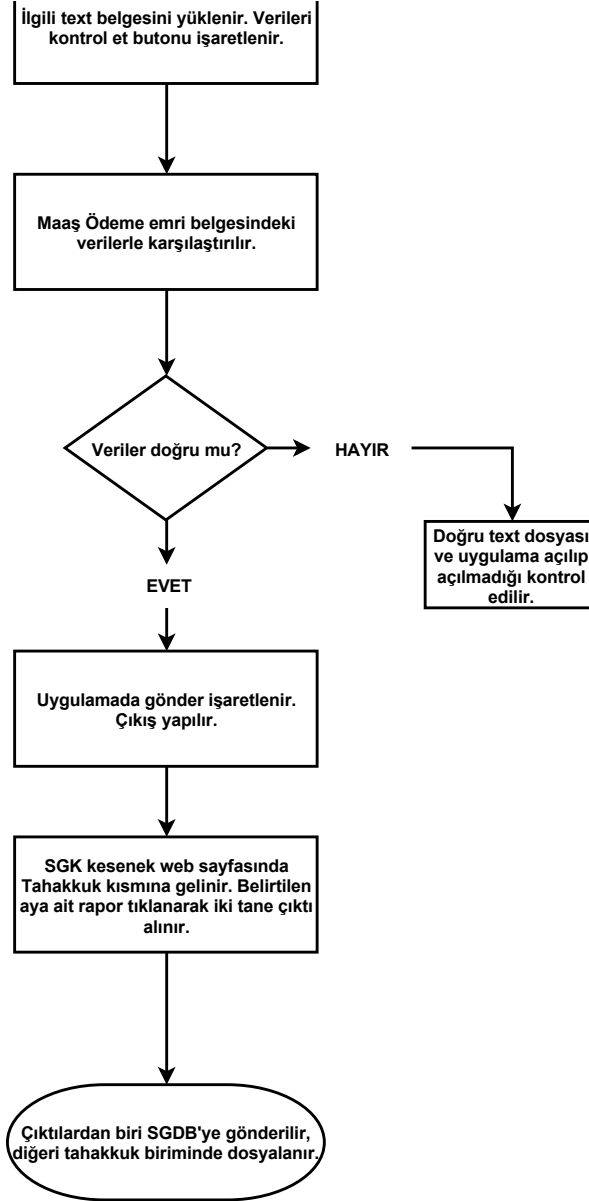 İlgili text belgesini yüklenir. Verileri
kontrol et butonu işaretlenir.
Maaş Ödeme emri belgesindeki
verilerle karşılaştırılır.
Veriler doğru mu?
HAYIR
Doğru text dosyası
ve uygulama açılıp
açılmadığı kontrol
edilir.
EVET
Uygulamada gönder işaretlenir.
Çıkış yapılır.
SGK kesenek web sayfasında
Tahakkuk kısmına gelinir. Belirtilen
aya ait rapor tıklanarak iki tane çıktı
alınır.
Çıktılardan biri SGDB'ye gönderilir,
diğeri tahakkuk biriminde dosyalanır.